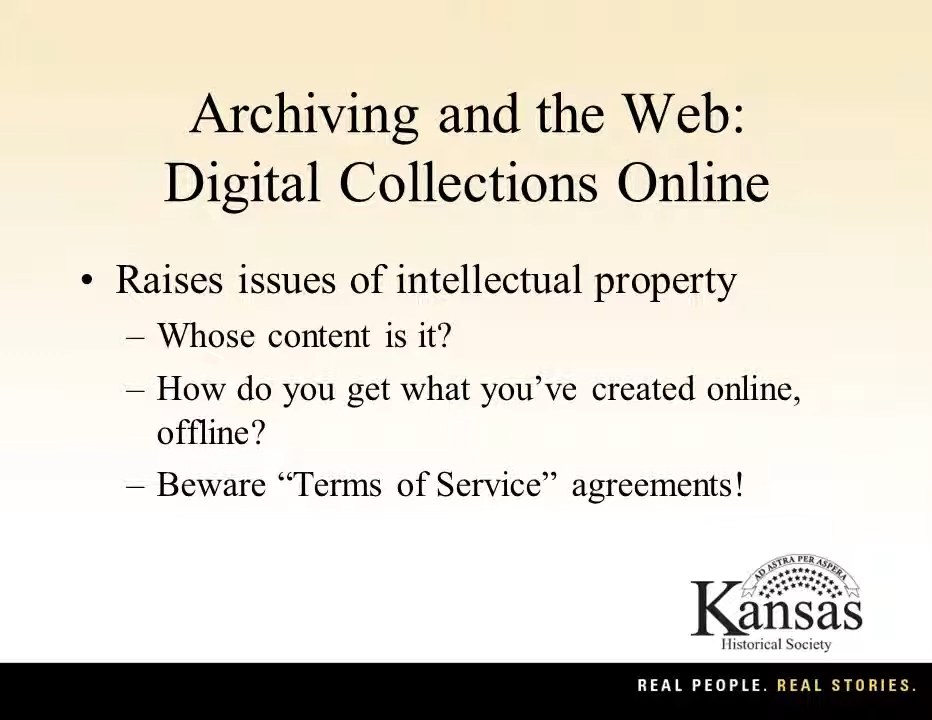 Archiving and the Web:
Digital Collections Online
• Raises issues of intellectual property
– Whose content is it?
– How do you get what you’ve created online,
offline?
– Beware “Terms of Service” agreements!
AD ASTRA PER ASPERA
Kansas
Historical Society
REAL PEOPLE. REAL STORIES.